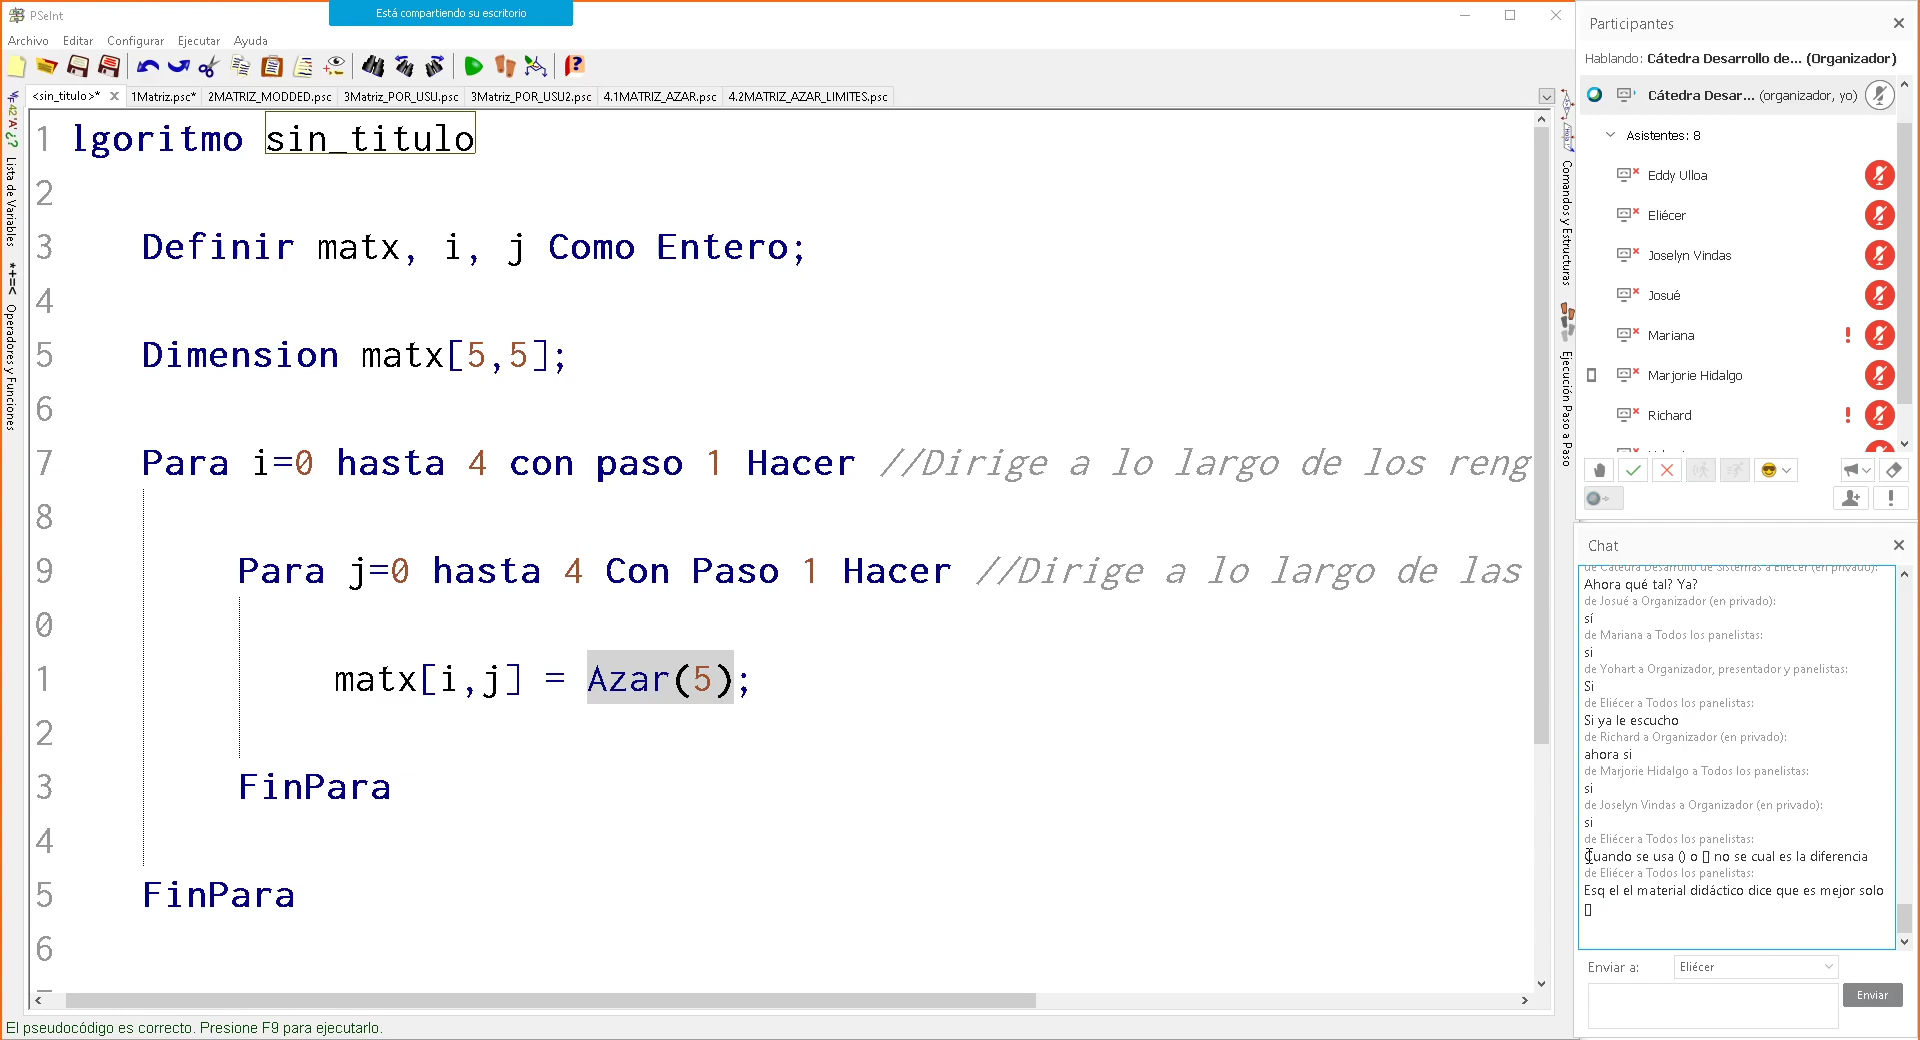 PSeInt
Está compartiendo su escritorio
Archivo Editar Configurar Ejecutar Ayuda
<sin_titulo>* 1Matriz.psc* 2MATRIZ_MODDED.psc 3Matriz_POR_USU.psc 3Matriz_POR_USU2.psc 4.1MATRIZ_AZAR.psc 4.2MATRIZ_AZAR_LIMITES.psc
Lista de Variables
Operadores y Funciones
1 lgoritmo sin_titulo
2
3 Definir matx, i, j Como Entero;
4
5 Dimension matx[5,5];
6
7 Para i=0 hasta 4 con paso 1 Hacer //Dirige a lo largo de los reng
8
9 Para j=0 hasta 4 Con Paso 1 Hacer //Dirige a lo largo de las
0
1 matx[i,j] = Azar(5);
2
3 FinPara
4
5 FinPara
6
El pseudocódigo es correcto. Presione F9 para ejecutarlo.
Comandos y Estructuras
Ejecución Paso a Paso
Participantes
Hablando: Cátedra Desarrollo de... (Organizador)
Cátedra Desar... (organizador, yo)
Asistentes: 8
Eddy Ulloa
Eliécer
Joselyn Vindas
Josué
Mariana
Marjorie Hidalgo
Richard
Chat
de Cátedra Desarrollo de Sistemas a Eliécer (en privado):
Ahora qué tal? Ya?
de Josué a Organizador (en privado):
sí
de Mariana a Todos los panelistas:
si
de Yohart a Organizador, presentador y panelistas:
Si
de Eliécer a Todos los panelistas:
Si ya le escucho
de Richard a Organizador (en privado):
ahora si
de Marjorie Hidalgo a Todos los panelistas:
si
de Joselyn Vindas a Organizador (en privado):
si
de Eliécer a Todos los panelistas:
Cuando se usa () o [] no se cual es la diferencia
de Eliécer a Todos los panelistas:
Esq el el material didáctico dice que es mejor solo
[]
Enviar a: Eliécer
Enviar